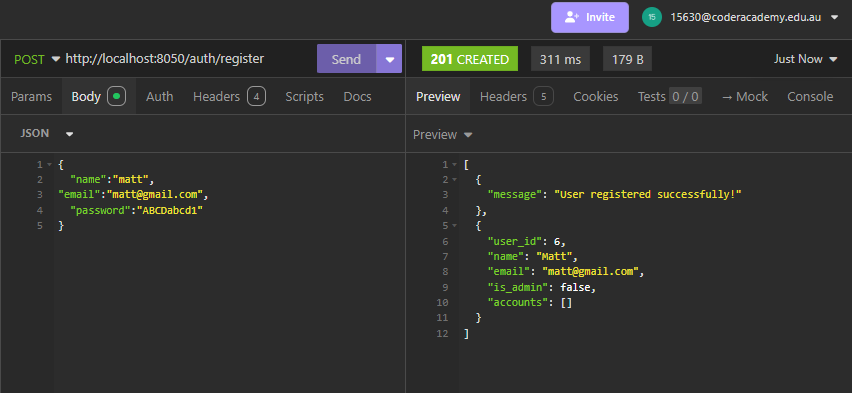 Invite 15 15630@coderacademy.edu.au
POST http://localhost:8050/auth/register Send
201 CREATED 311 ms 179 B Just Now
Params Body Auth Headers 4 Scripts Docs
Preview Headers 5 Cookies Tests 0 / 0 → Mock Console
JSON
Preview
1 {
2 "name":"matt",
3 "email":"matt@gmail.com",
4 "password":"ABCDabcd1"
5 }
1 [
2 {
3 "message": "User registered successfully!"
4 },
5 {
6 "user_id": 6,
7 "name": "Matt",
8 "email": "matt@gmail.com",
9 "is_admin": false,
10 "accounts": []
11 }
12 ]